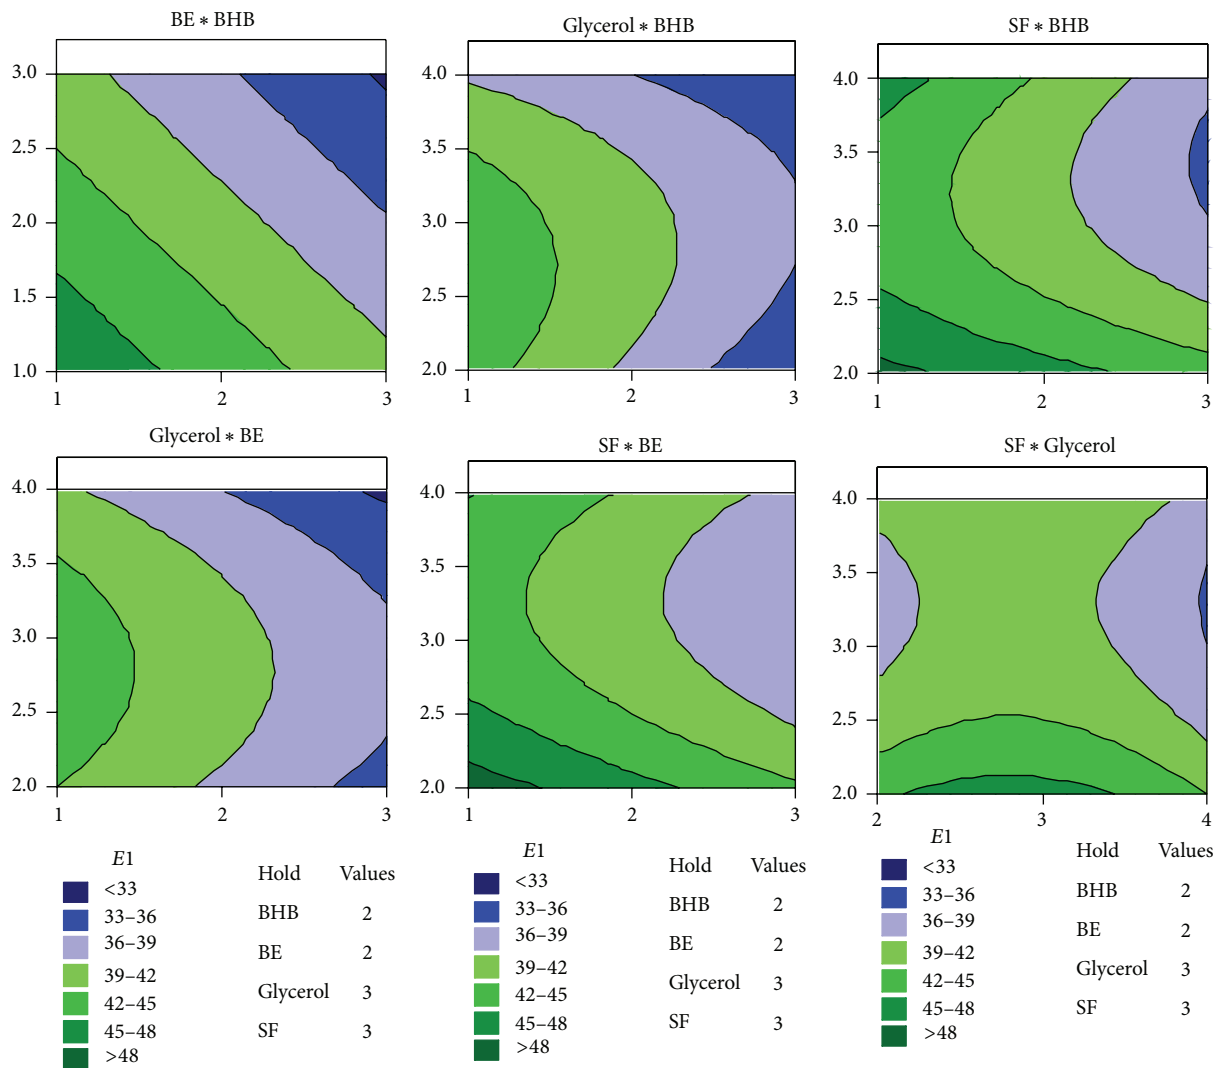 BE ∗ BHB
3.0
2.5
2.0
1.5
1.0
1 2 3
Glycerol ∗ BHB
4.0
3.5
3.0
2.5
2.0
1 2 3
SF ∗ BHB
4.0
3.5
3.0
2.5
2.0
1 2 3
Glycerol ∗ BE
4.0
3.5
3.0
2.5
2.0
1 2 3
SF ∗ BE
4.0
3.5
3.0
2.5
2.0
1 2 3
SF ∗ Glycerol
4.0
3.5
3.0
2.5
2.0
2 3 4
E1
<33
33–36
36–39
39–42
42–45
45–48
>48
Hold Values
BHB 2
BE 2
Glycerol 3
SF 3
E1
<33
33–36
36–39
39–42
42–45
45–48
>48
Hold Values
BHB 2
BE 2
Glycerol 3
SF 3
E1
<33
33–36
36–39
39–42
42–45
45–48
>48
Hold Values
BHB 2
BE 2
Glycerol 3
SF 3